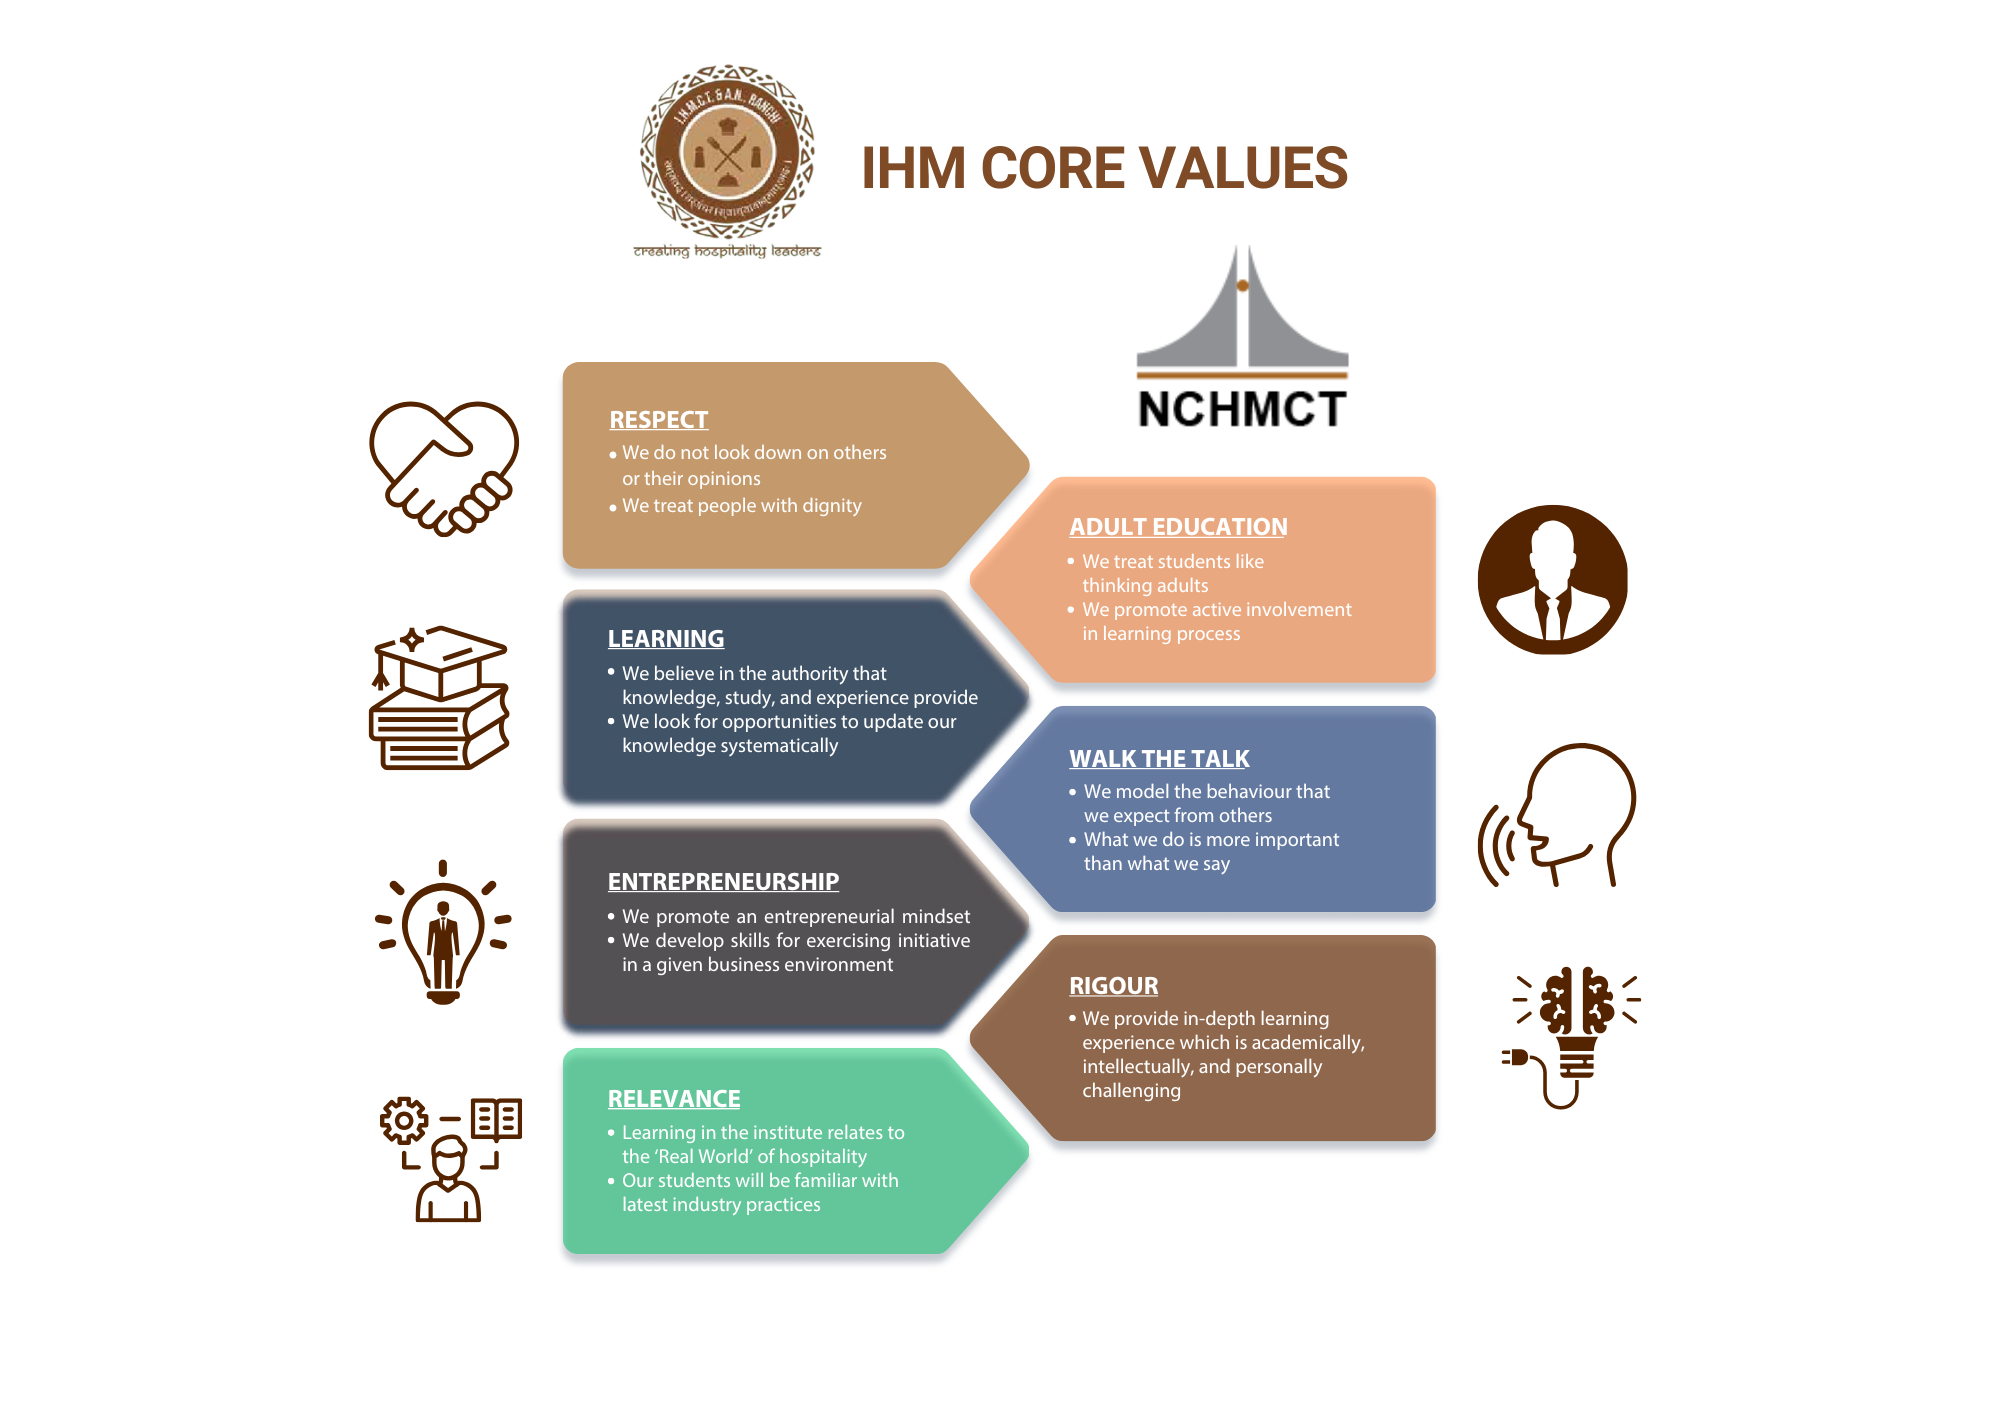 I.H.M.C.T. & A.N., RANCHI
creating hospitality leaders
IHM CORE VALUES
NCHMCT
RESPECT
• We do not look down on others
or their opinions
• We treat people with dignity
ADULT EDUCATION
• We treat students like
thinking adults
• We promote active involvement
in learning process
LEARNING
• We believe in the authority that
knowledge, study, and experience provide
• We look for opportunities to update our
knowledge systematically
WALK THE TALK
• We model the behaviour that
we expect from others
• What we do is more important
than what we say
ENTREPRENEURSHIP
• We promote an entrepreneurial mindset
• We develop skills for exercising initiative
in a given business environment
RIGOUR
• We provide in-depth learning
experience which is academically,
intellectually, and personally
challenging
RELEVANCE
• Learning in the institute relates to
the ‘Real World’ of hospitality
• Our students will be familiar with
latest industry practices